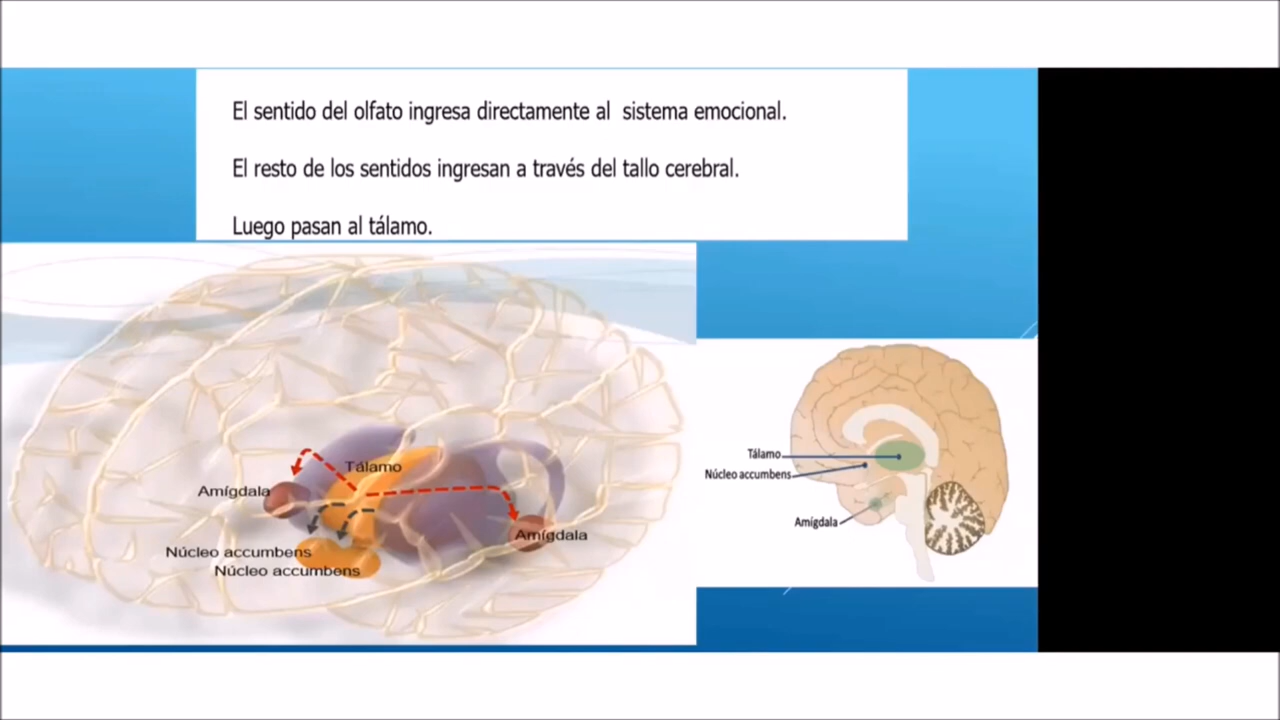 El sentido del olfato ingresa directamente al sistema emocional.
El resto de los sentidos ingresan a través del tallo cerebral.
Luego pasan al tálamo.
Tálamo
Amígdala
Amígdala
Núcleo accumbens
Núcleo accumbens
Tálamo
Núcleo accumbens
Amígdala